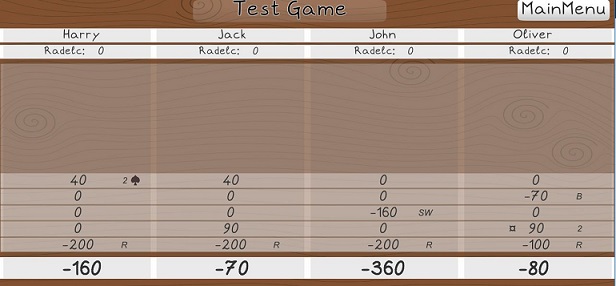 Test Game MainMenu
Harry Jack John Oliver
Radelc: 0 Radelc: 0 Radelc: 0 Radelc: 0
40 2♠ 40 0 0
0 0 0 -70 B
0 0 -160 SW 0
0 90 0 ¤ 90 2
-200 R -200 R -200 R -100 R
-160 -70 -360 -80